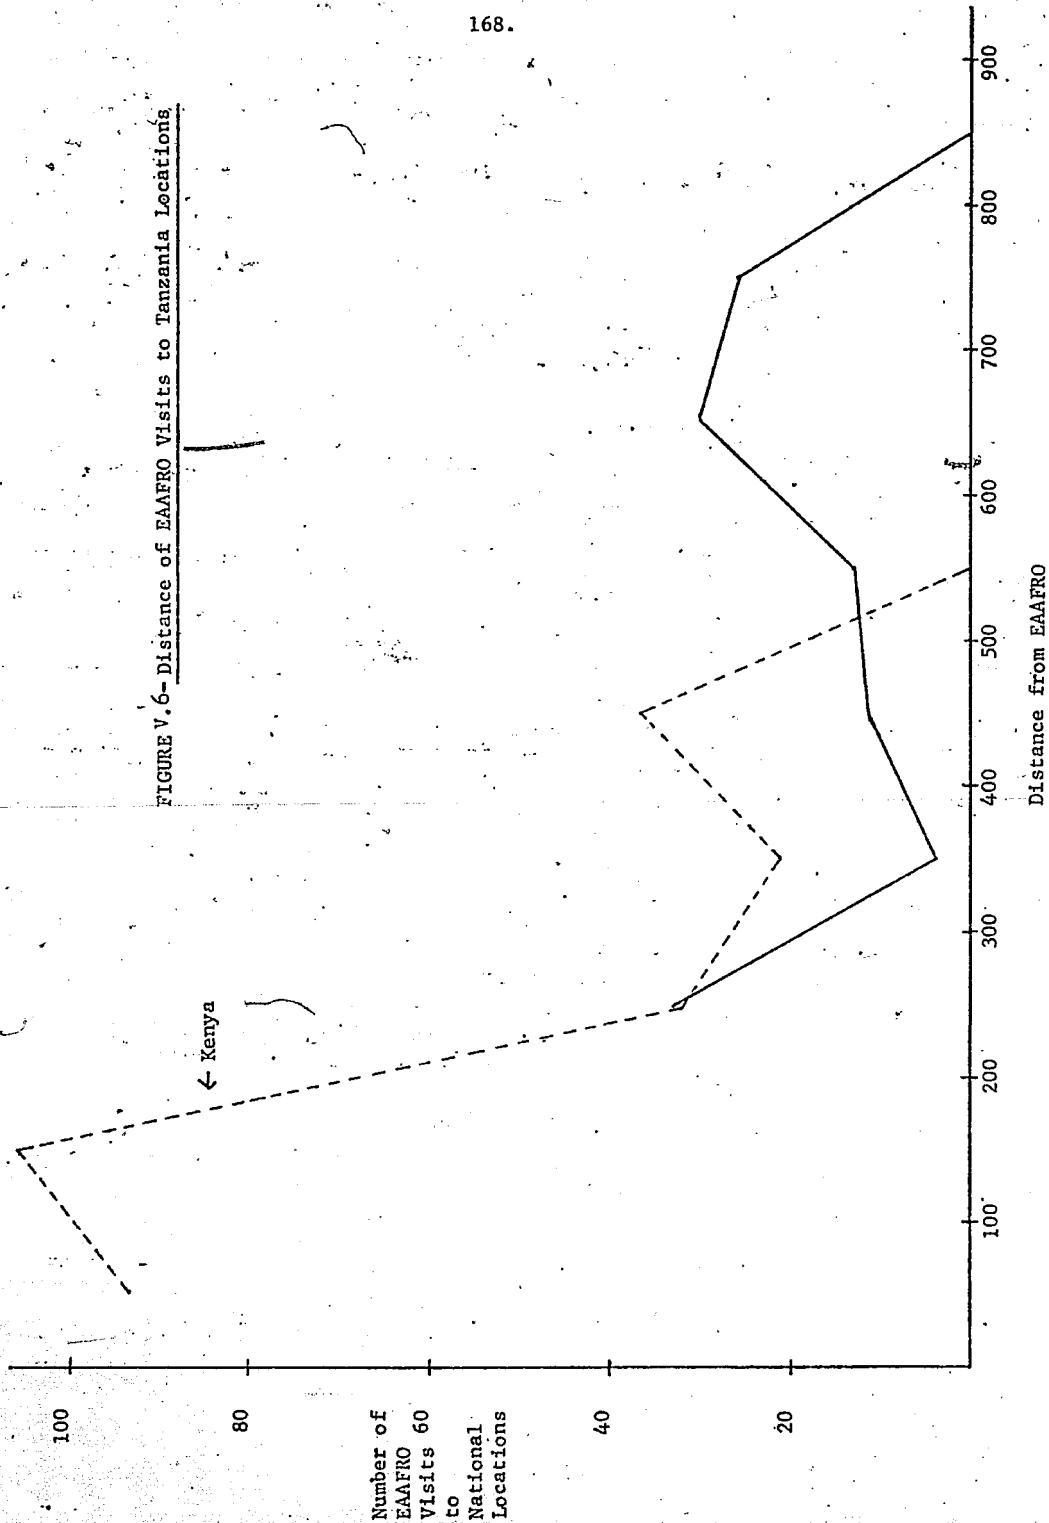 168.
FIGURE V.6- Distance of EAAFRO Visits to Tanzania Locations
← Kenya
100
80
60
40
20
Number of
EAAFRO
Visits
to
National
Locations
100
200
300
400
500
600
700
800
900
Distance from EAAFRO